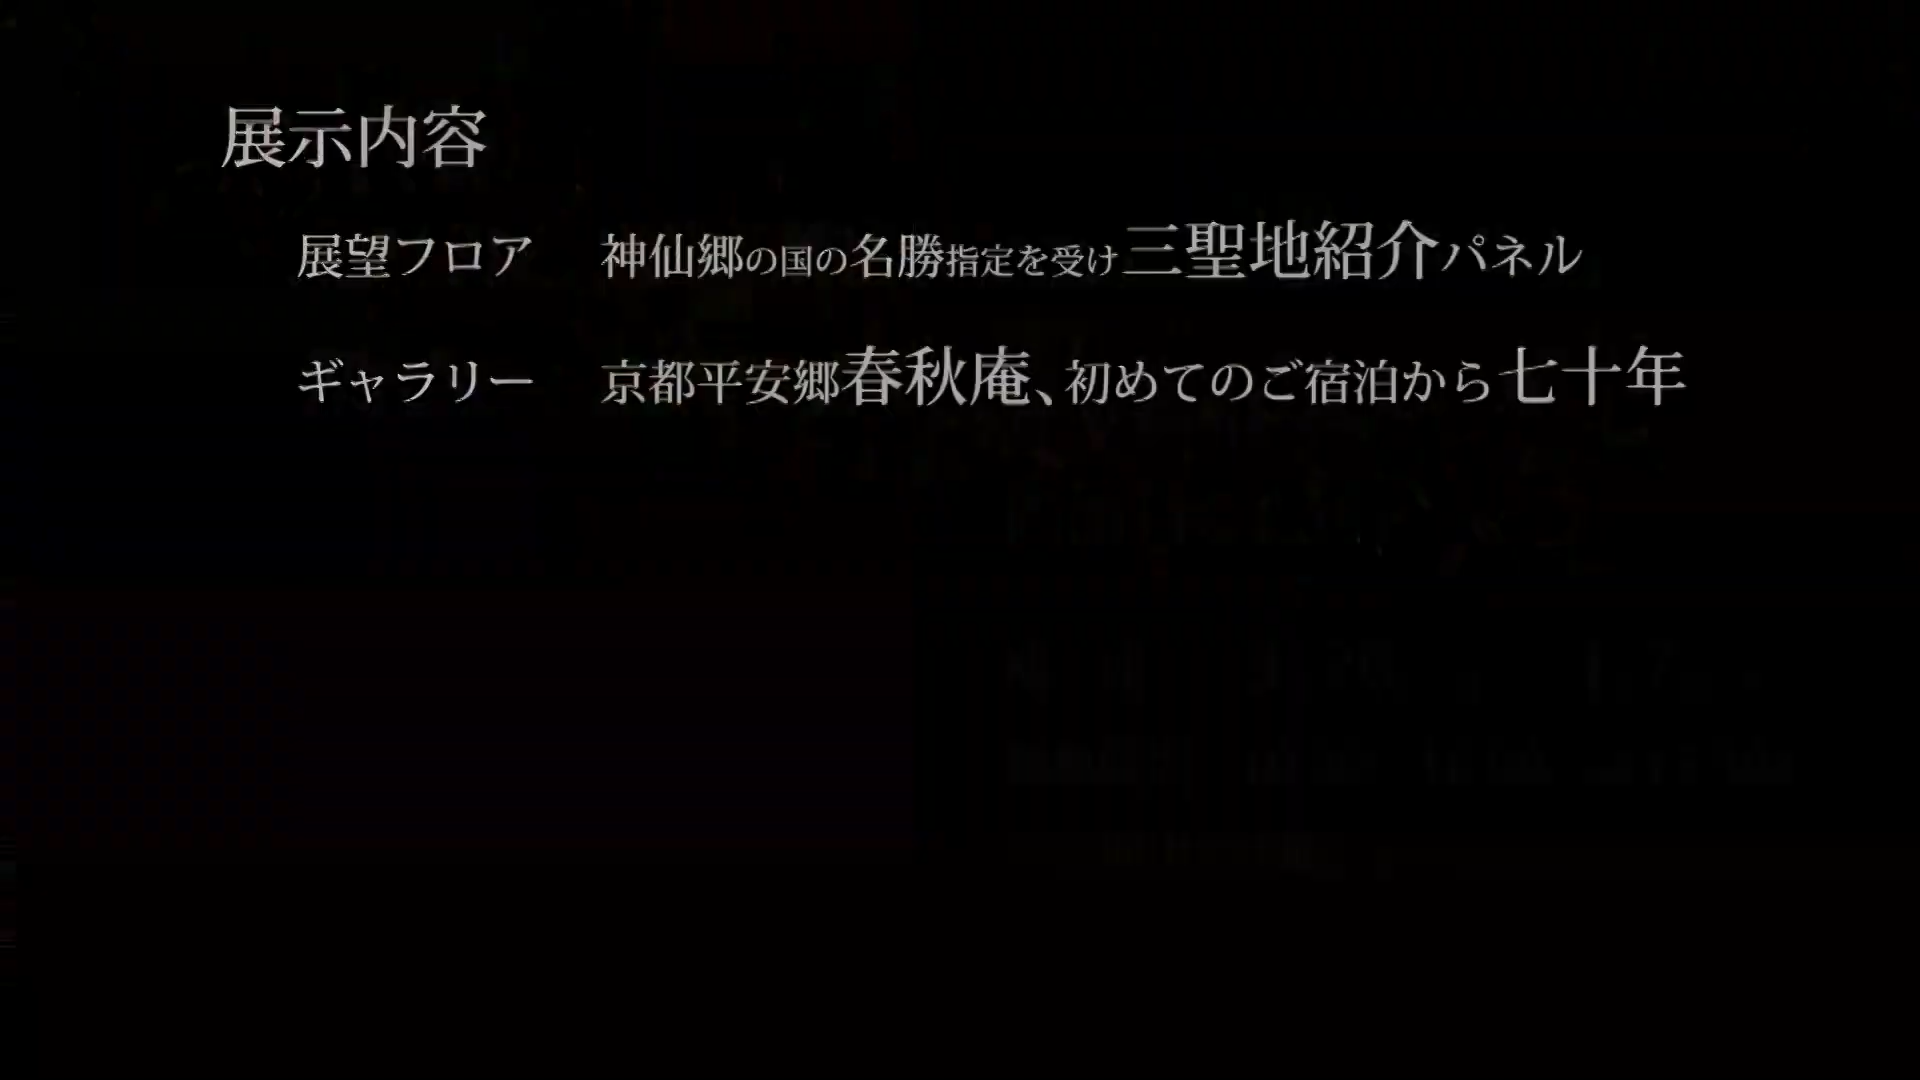 展示内容
展望フロア 神仙郷の国の名勝指定を受け三聖地紹介パネル
ギャラリー 京都平安郷春秋庵、初めてのご宿泊から七十年